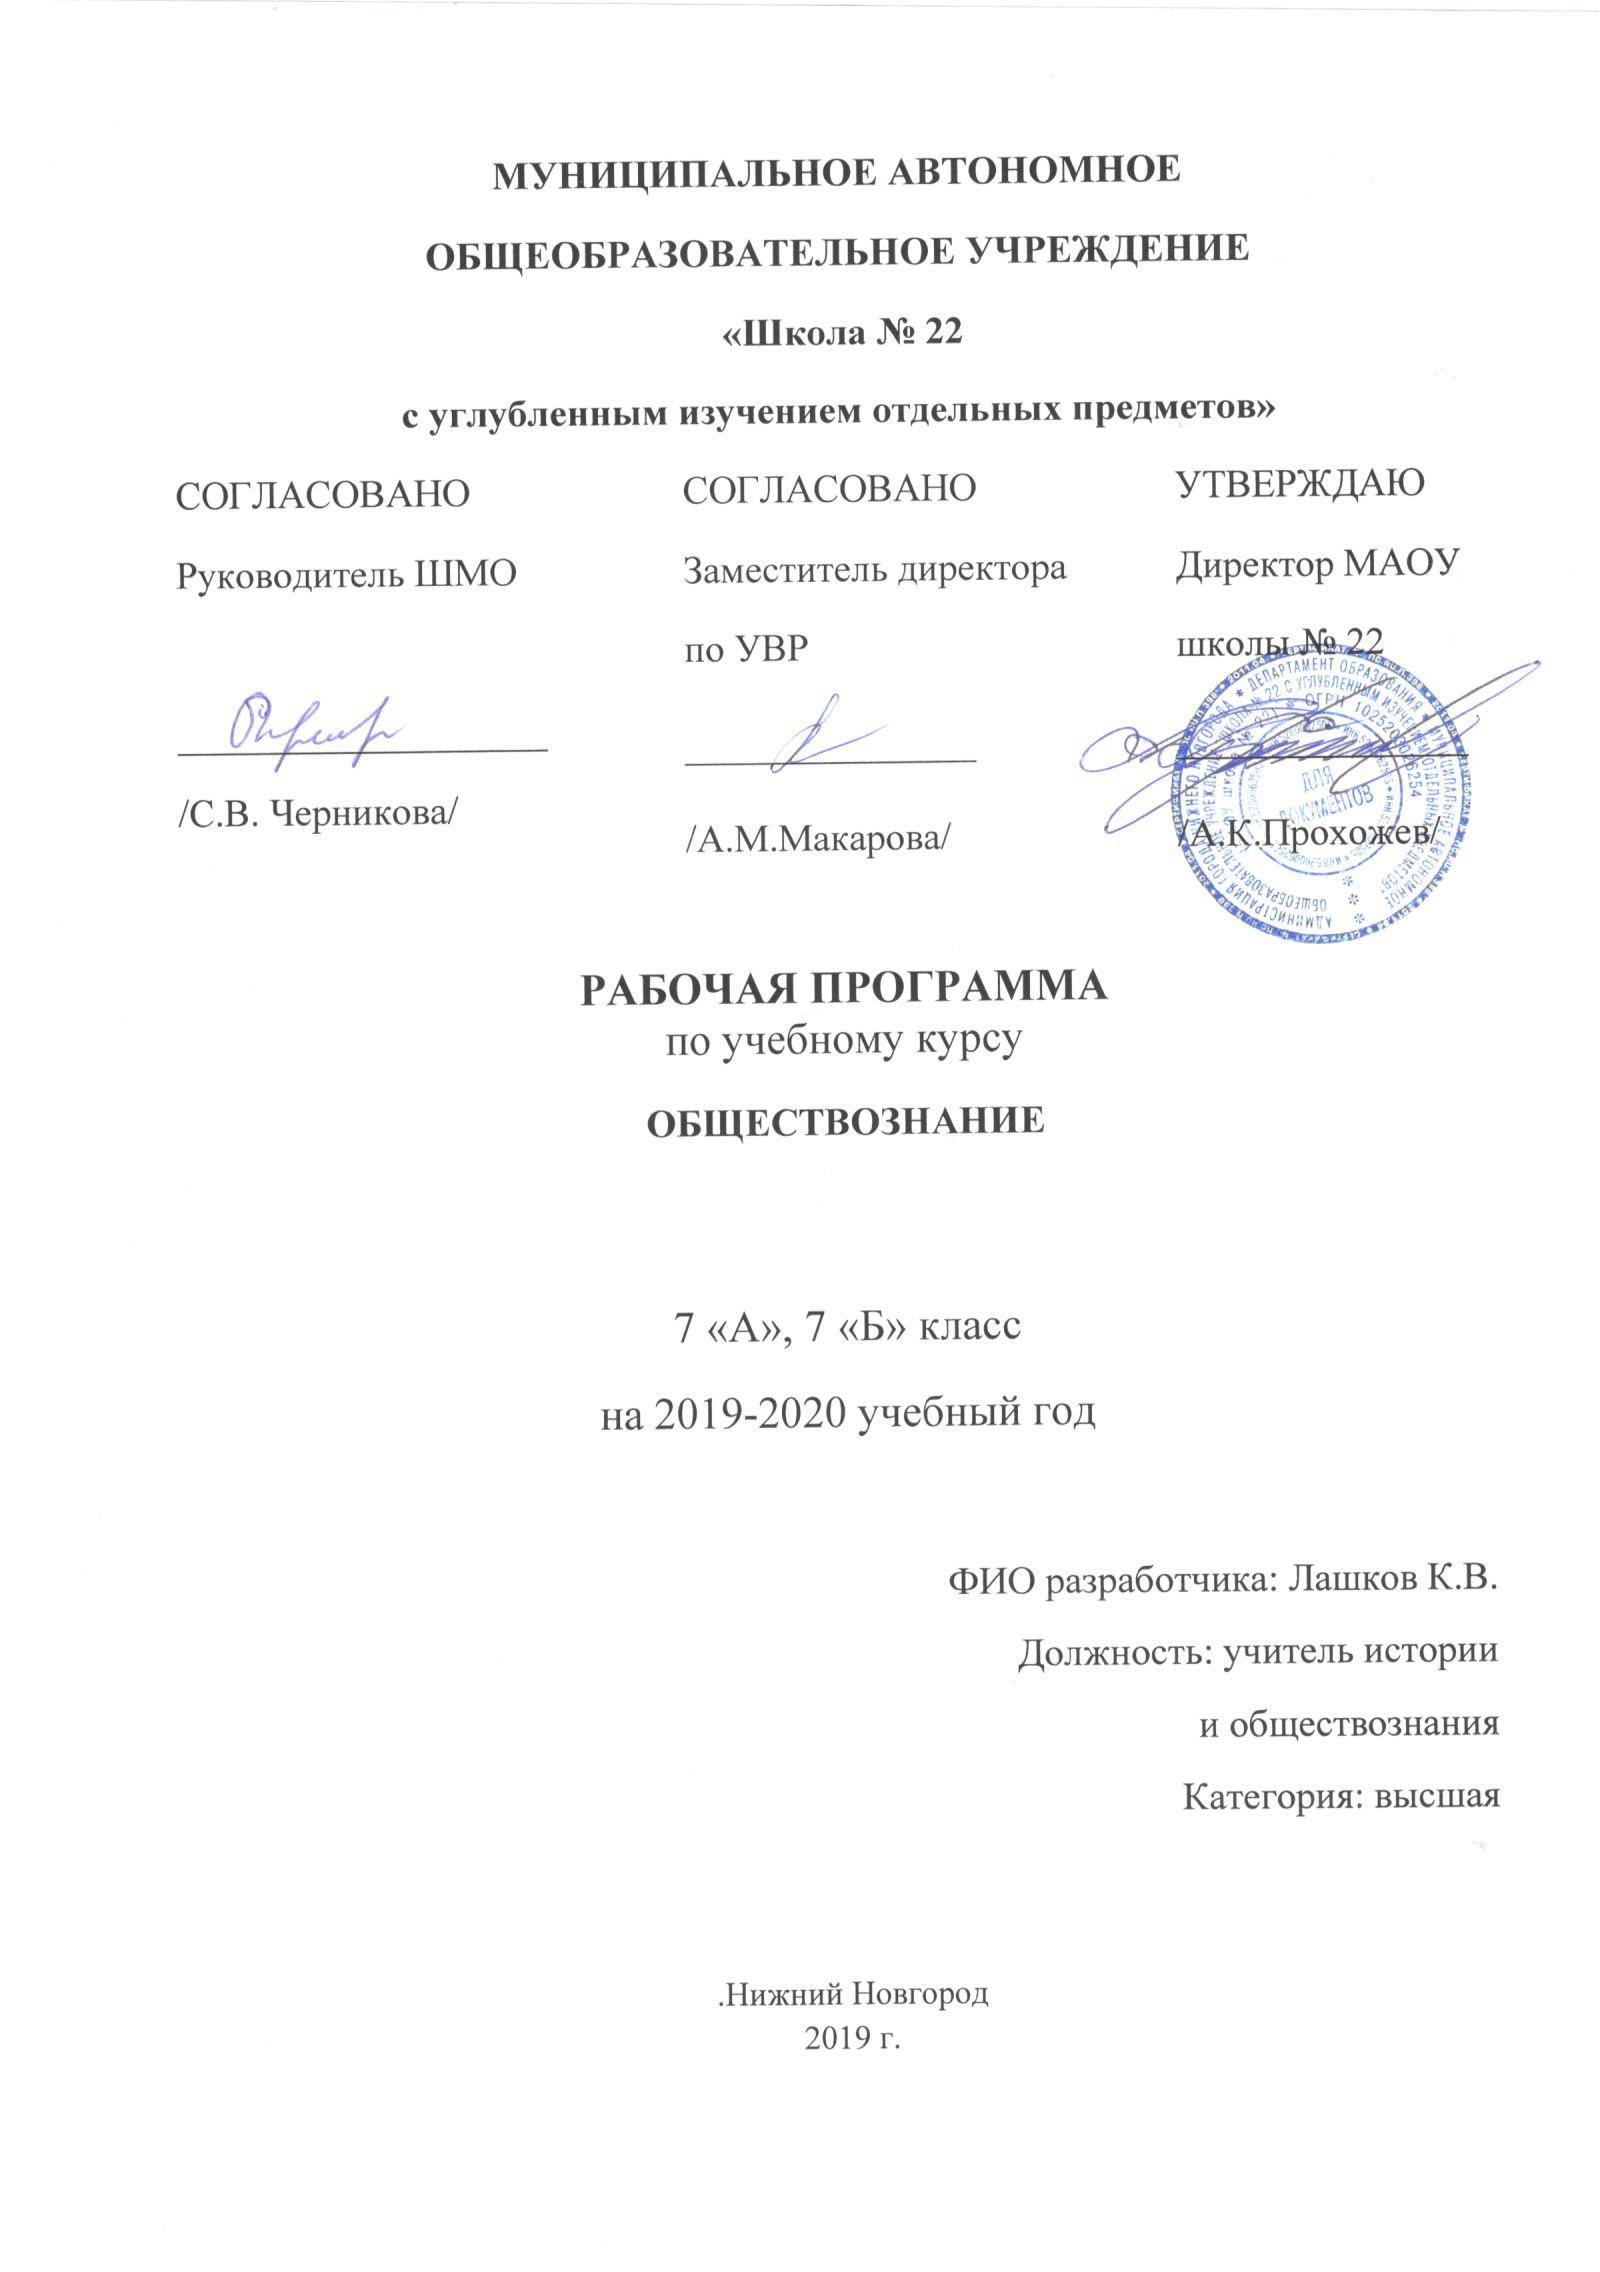 МУНИЦИПАЛЬНОЕ АВТОНОМНОЕ
ОБЩЕОБРАЗОВАТЕЛЬНОЕ УЧРЕЖДЕНИЕ
«Школа № 22
с углубленным изучением отдельных предметов»
СОГЛАСОВАНО
Руководитель ШМО
/С.В. Черникова/
СОГЛАСОВАНО
Заместитель директора
по УВР
/А.М.Макарова/
УТВЕРЖДАЮ
Директор МАОУ
школы № 22
/А.К.Прохожев/
ДЛЯ
ДОКУМЕНТОВ
РАБОЧАЯ ПРОГРАММА
по учебному курсу
ОБЩЕСТВОЗНАНИЕ
7 «А», 7 «Б» класс
на 2019-2020 учебный год
ФИО разработчика: Лашков К.В.
Должность: учитель истории
и обществознания
Категория: высшая
.Нижний Новгород
2019 г.